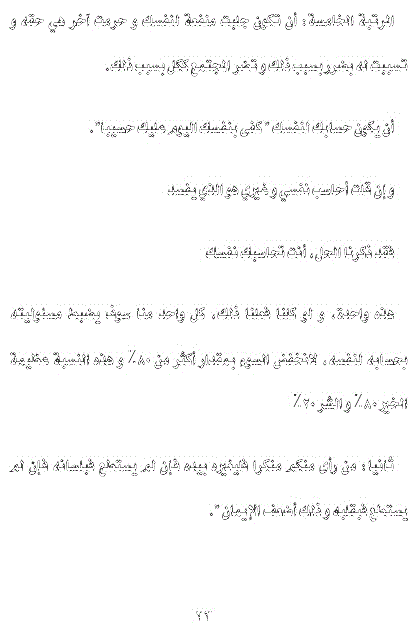 المرتبة الخامسة: أن تكون جلبت منفعة لنفسك و حرمت آخر في حقه و
تسببت له بضرر بسبب ذلك و تضر المجتمع ككل بسبب ذلك.
أن يكون حسابك لنفسك "كفى بنفسك اليوم عليك حسيبا".
و إن قلت أحاسب نفسي و غيري هو الذي يفسد
فقد ذكرنا الحل، أنت تحاسبك نفسك
هذه واحدة، و لو كلنا فعلنا ذلك، كل واحد منا سوف يضبط مسئوليته
بحسابه لنفسه، لانخفض السوء بمقدار أكثر من ٨٠٪ و هذه النسبة عظيمة
الخير ٨٠٪ و الشر ٢٠٪
ثانيا: من رأى منكم منكرا فليغيره بيده فإن لم يستطع فبلسانه فإن لم
يستطع فبقلبه و ذلك أضعف الإيمان".
٢٢